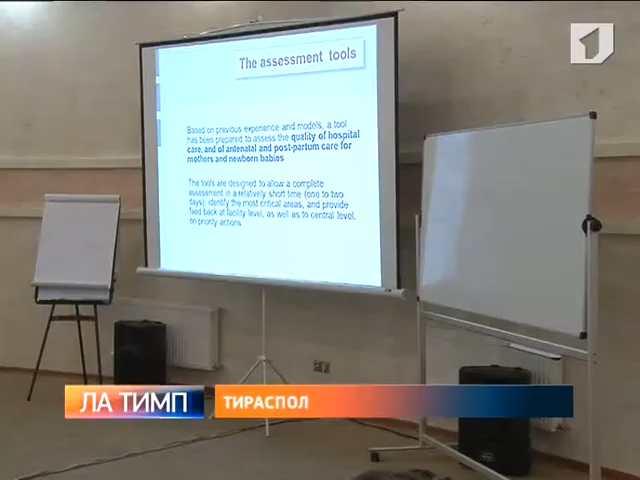 1
The assessment tools
Based on previous experience and models, a tool
has been prepared to assess the quality of hospital
care, and of antenatal and post-partum care for
mothers and newborn babies
The tools are designed to allow a complete
assessment in a relatively short time (one to two
days), identify the most critical areas, and provide
feed back at facility level, as well as to central level,
on priority actions
ЛА ТИМП
ТИРАСПОЛ